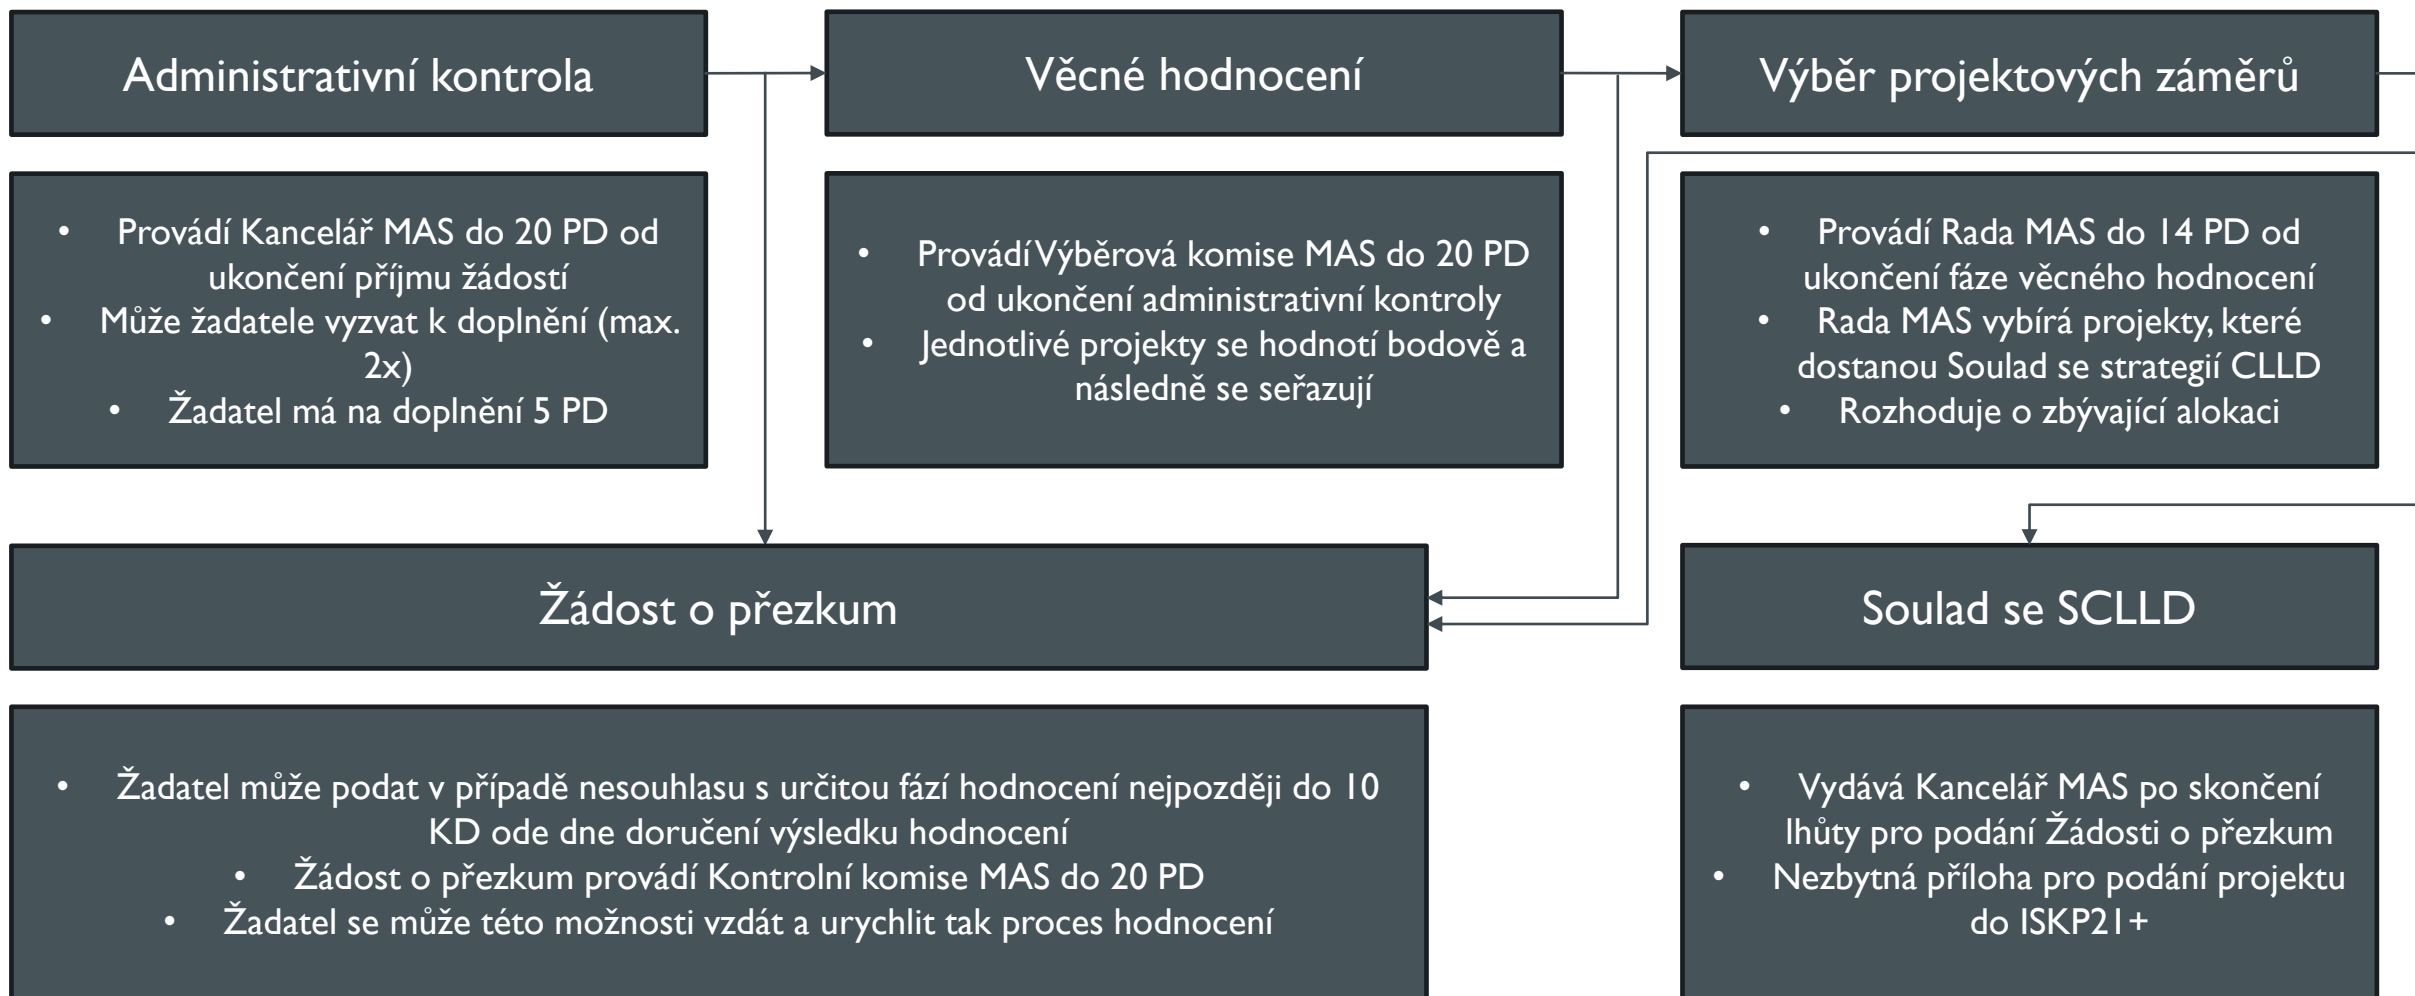 Administrativní kontrola
Věcné hodnocení
Výběr projektových záměrů
• Provádí Kancelář MAS do 20 PD od
ukončení příjmu žádostí
• Může žadatele vyzvat k doplnění (max.
2x)
• Žadatel má na doplnění 5 PD
• Provádí Výběrová komise MAS do 20 PD
od ukončení administrativní kontroly
• Jednotlivé projekty se hodnotí bodově a
následně se seřazují
• Provádí Rada MAS do 14 PD od
ukončení fáze věcného hodnocení
• Rada MAS vybírá projekty, které
dostanou Soulad se strategií CLLD
• Rozhoduje o zbývající alokaci
Žádost o přezkum
Soulad se SCLLD
• Žadatel může podat v případě nesouhlasu s určitou fází hodnocení nejpozději do 10
KD ode dne doručení výsledku hodnocení
• Žádost o přezkum provádí Kontrolní komise MAS do 20 PD
• Žadatel se může této možnosti vzdát a urychlit tak proces hodnocení
• Vydává Kancelář MAS po skončení
lhůty pro podání Žádosti o přezkum
• Nezbytná příloha pro podání projektu
do ISKP21+